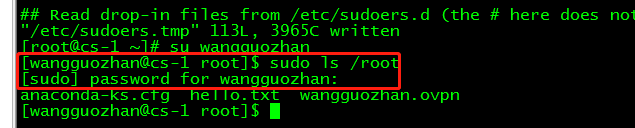 ## Read drop-in files from /etc/sudoers.d (the # here does not
"/etc/sudoers.tmp" 113L, 3965C written
[root@cs-1 ~]# su wangguozhan
[wangguozhan@cs-1 root]$ sudo ls /root
[sudo] password for wangguozhan:
anaconda-ks.cfg  hello.txt  wangguozhan.ovpn
[wangguozhan@cs-1 root]$